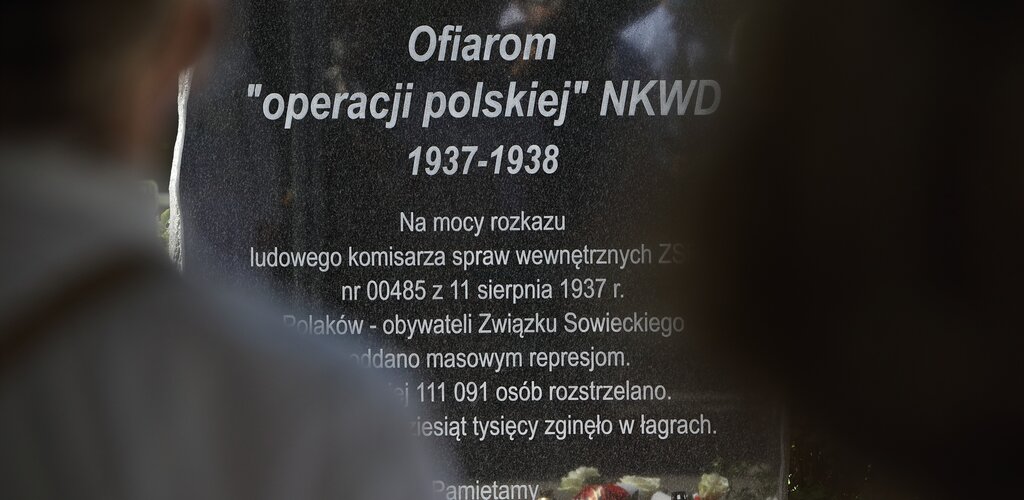 Ofiarom
"operacji polskiej" NKWD
1937-1938
Na mocy rozkazu
ludowego komisarza spraw wewnętrznych
nr 00485 z 11 sierpnia 1937 r.
Polaków - obywateli Związku Sowieckiego
oddano masowym represjom.
111 091 osób rozstrzelano.
tysięcy zginęło w łagrach.
Pamiętamy